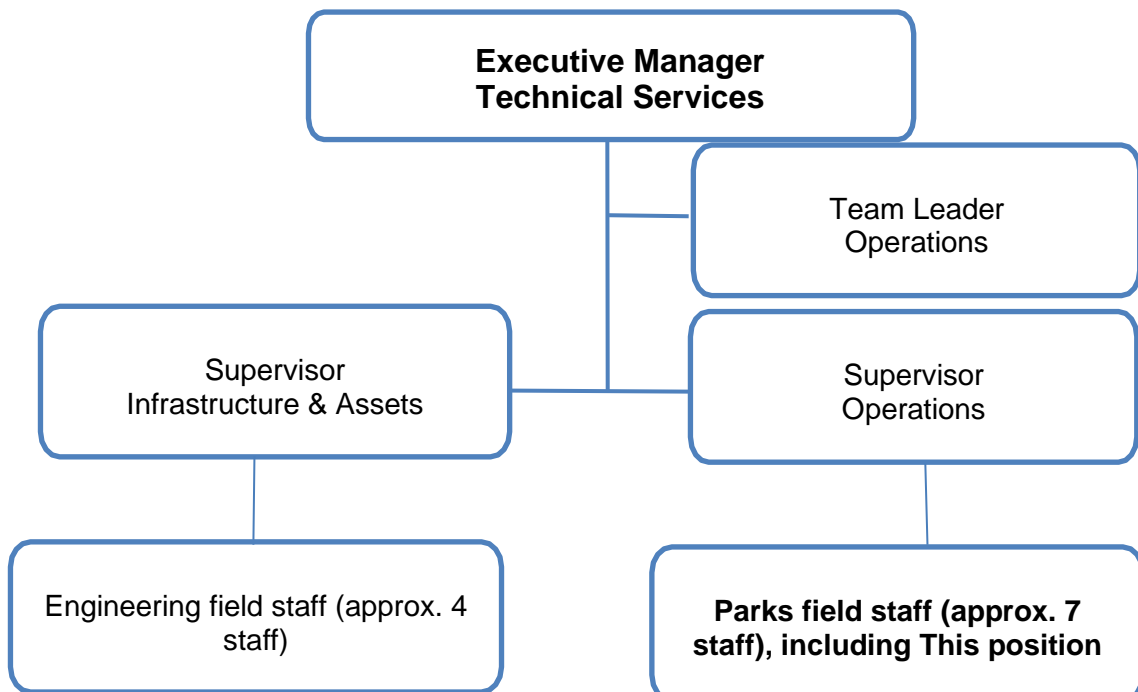 Executive Manager
Technical Services
Team Leader
Operations
Supervisor
Infrastructure & Assets
Supervisor
Operations
Engineering field staff (approx. 4
staff)
Parks field staff (approx. 7
staff), including This position